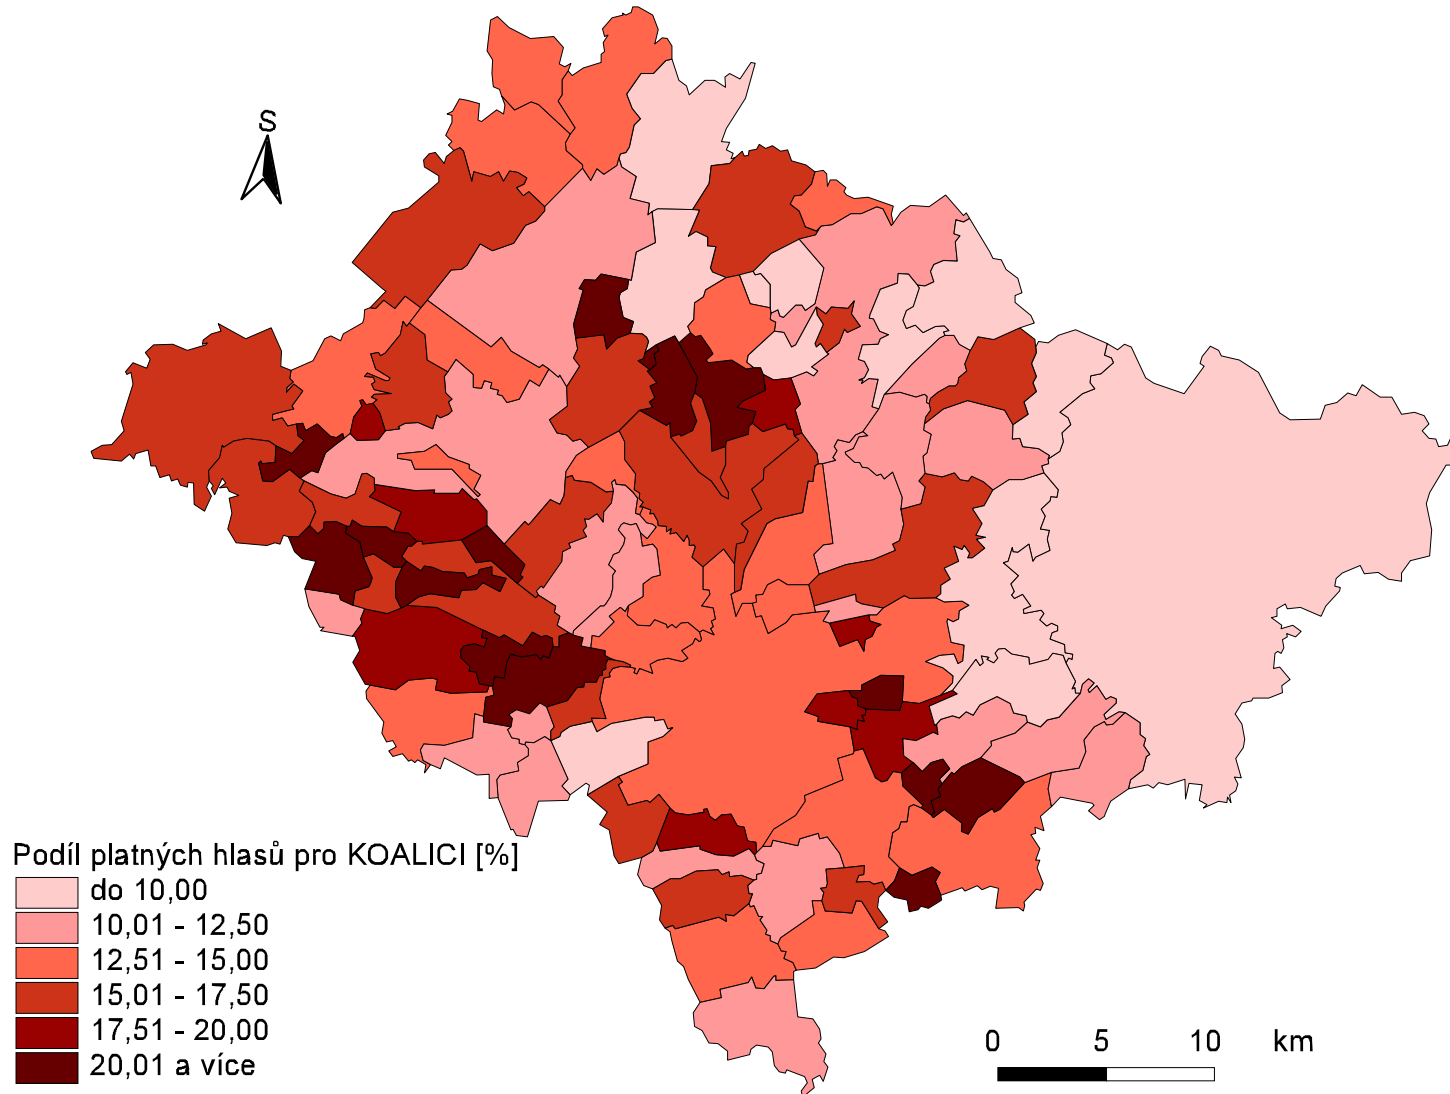 S
Podíl platných hlasů pro KOALICI [%]
do 10,00
10,01 - 12,50
12,51 - 15,00
15,01 - 17,50
17,51 - 20,00
20,01 a více
0 5 10 km